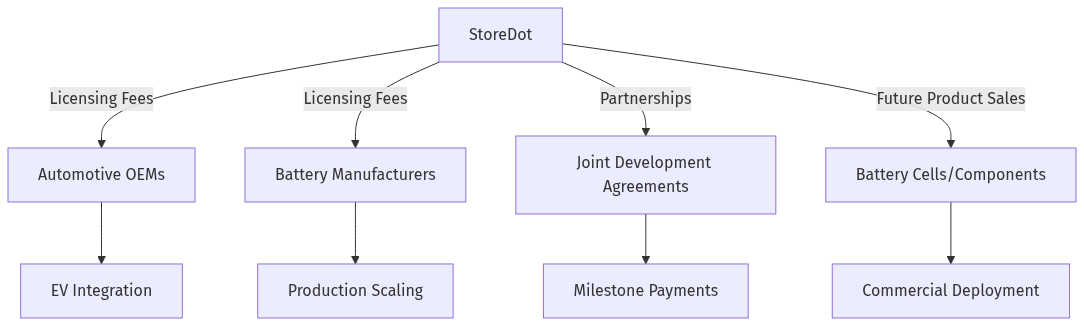 StoreDot
Licensing Fees
Licensing Fees
Partnerships
Future Product Sales
Automotive OEMs
Battery Manufacturers
Joint Development
Agreements
Battery Cells/Components
EV Integration
Production Scaling
Milestone Payments
Commercial Deployment